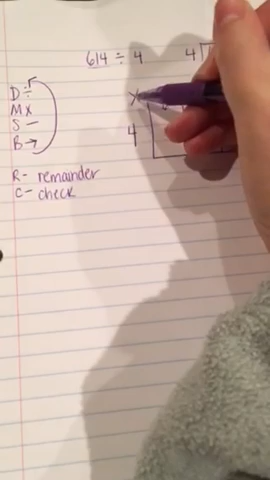 614 ÷ 4 4
D ÷
M x
S –
B →
x
4
R- remainder
C- check